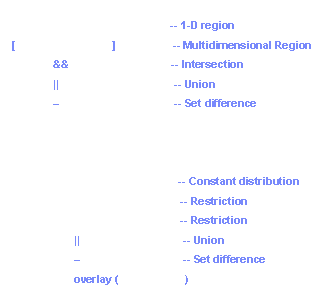 -- 1-D region
[ ] -- Multidimensional Region
&& -- Intersection
|| -- Union
– -- Set difference
-- Constant distribution
-- Restriction
-- Restriction
|| -- Union
– -- Set difference
overlay ( )